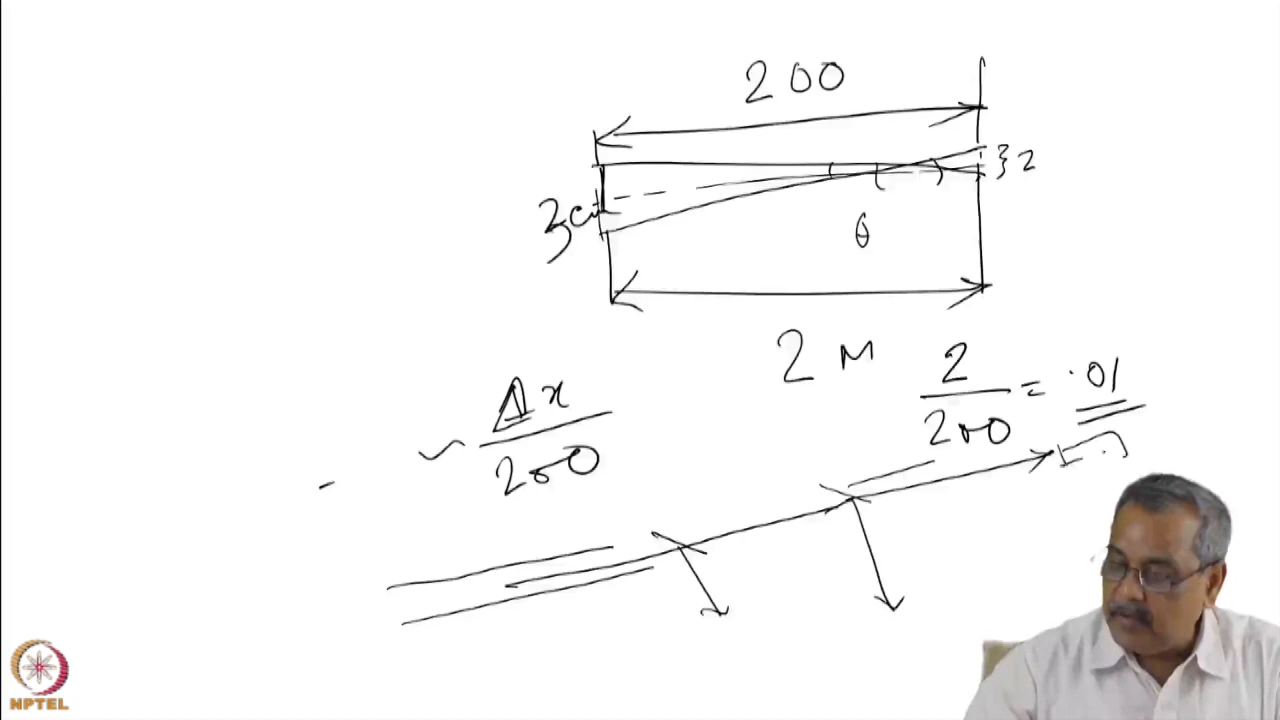 200
} 2
3cm
θ
2 M
~ Δx / 200
2 / 200 = .01
[ . ]
NPTEL